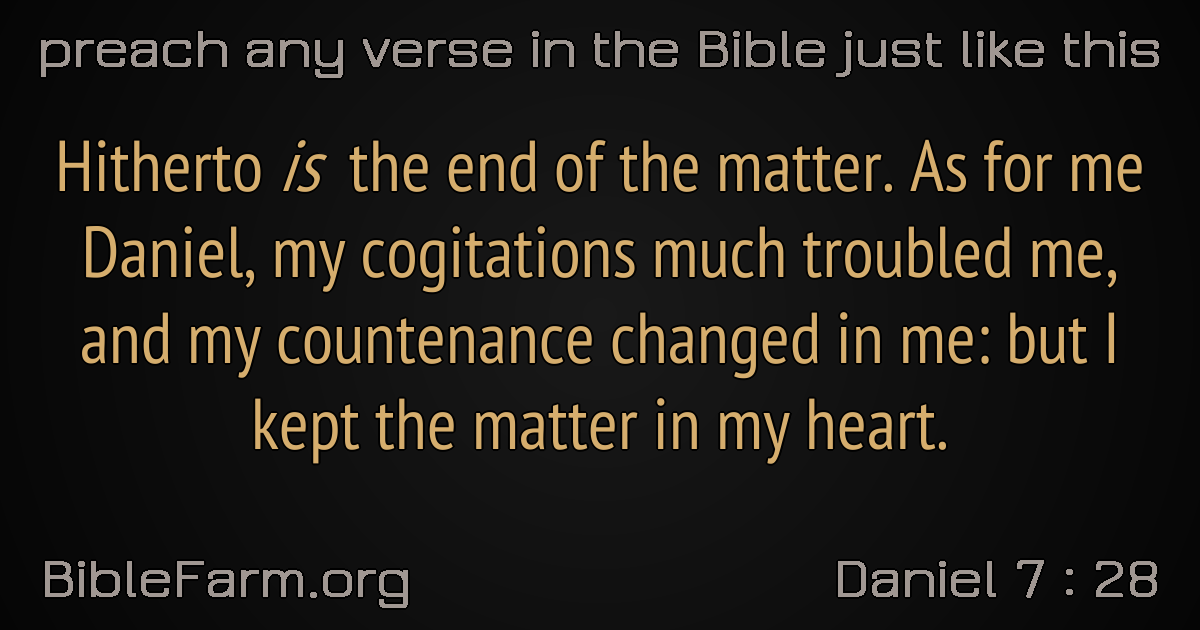 preach any verse in the Bible just like this
Hitherto is the end of the matter. As for me
Daniel, my cogitations much troubled me,
and my countenance changed in me: but I
kept the matter in my heart.
BibleFarm.org
Daniel 7 : 28